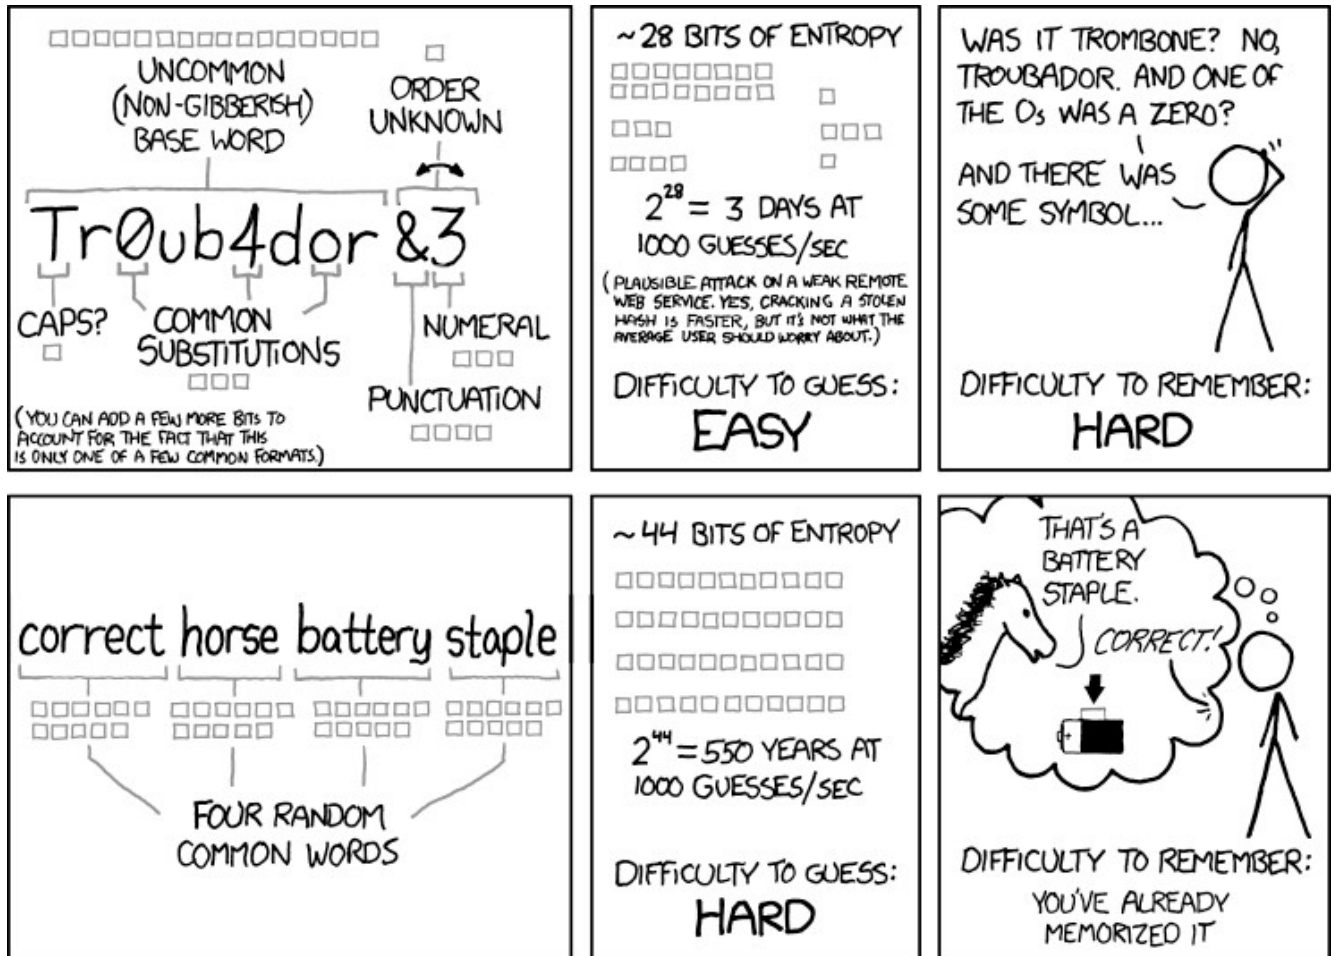 UNCOMMON
(NON-GIBBERISH)
BASE WORD
ORDER
UNKNOWN
Tr0ub4dor &3
CAPS?
COMMON
SUBSTITUTIONS
NUMERAL
PUNCTUATION
(YOU CAN ADD A FEW MORE BITS TO
ACCOUNT FOR THE FACT THAT THIS
IS ONLY ONE OF A FEW COMMON FORMATS.)
~28 BITS OF ENTROPY
2²⁸ = 3 DAYS AT
1000 GUESSES/SEC
(PLAUSIBLE ATTACK ON A WEAK REMOTE
WEB SERVICE. YES, CRACKING A STOLEN
HASH IS FASTER, BUT IT'S NOT WHAT THE
AVERAGE USER SHOULD WORRY ABOUT.)
DIFFICULTY TO GUESS:
EASY
WAS IT TROMBONE? NO,
TROUBADOR. AND ONE OF
THE Os WAS A ZERO?
AND THERE WAS
SOME SYMBOL...
DIFFICULTY TO REMEMBER:
HARD
correct horse battery staple
FOUR RANDOM
COMMON WORDS
~44 BITS OF ENTROPY
2⁴⁴ = 550 YEARS AT
1000 GUESSES/SEC
DIFFICULTY TO GUESS:
HARD
THAT'S A
BATTERY
STAPLE.
CORRECT!
+
DIFFICULTY TO REMEMBER:
YOU'VE ALREADY
MEMORIZED IT